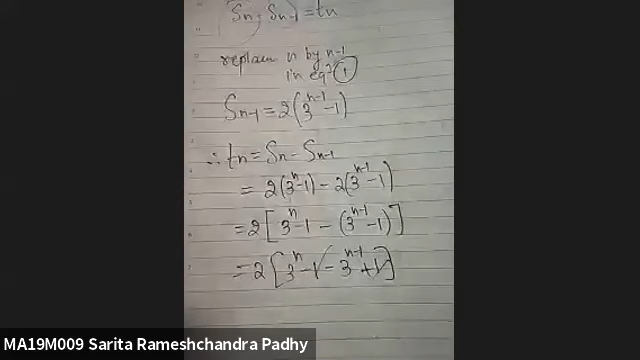 Sn - Sn-1 = tn
replace n by n-1
in eqⁿ ①
Sn-1 = 2(3^{n-1} - 1)
∴ tn = Sn - Sn-1
= 2(3^n - 1) - 2(3^{n-1} - 1)
= 2[3^n - 1 - (3^{n-1} - 1)]
= 2[3^n - 1 - 3^{n-1} + 1]
MA19M009 Sarita Rameshchandra Padhy